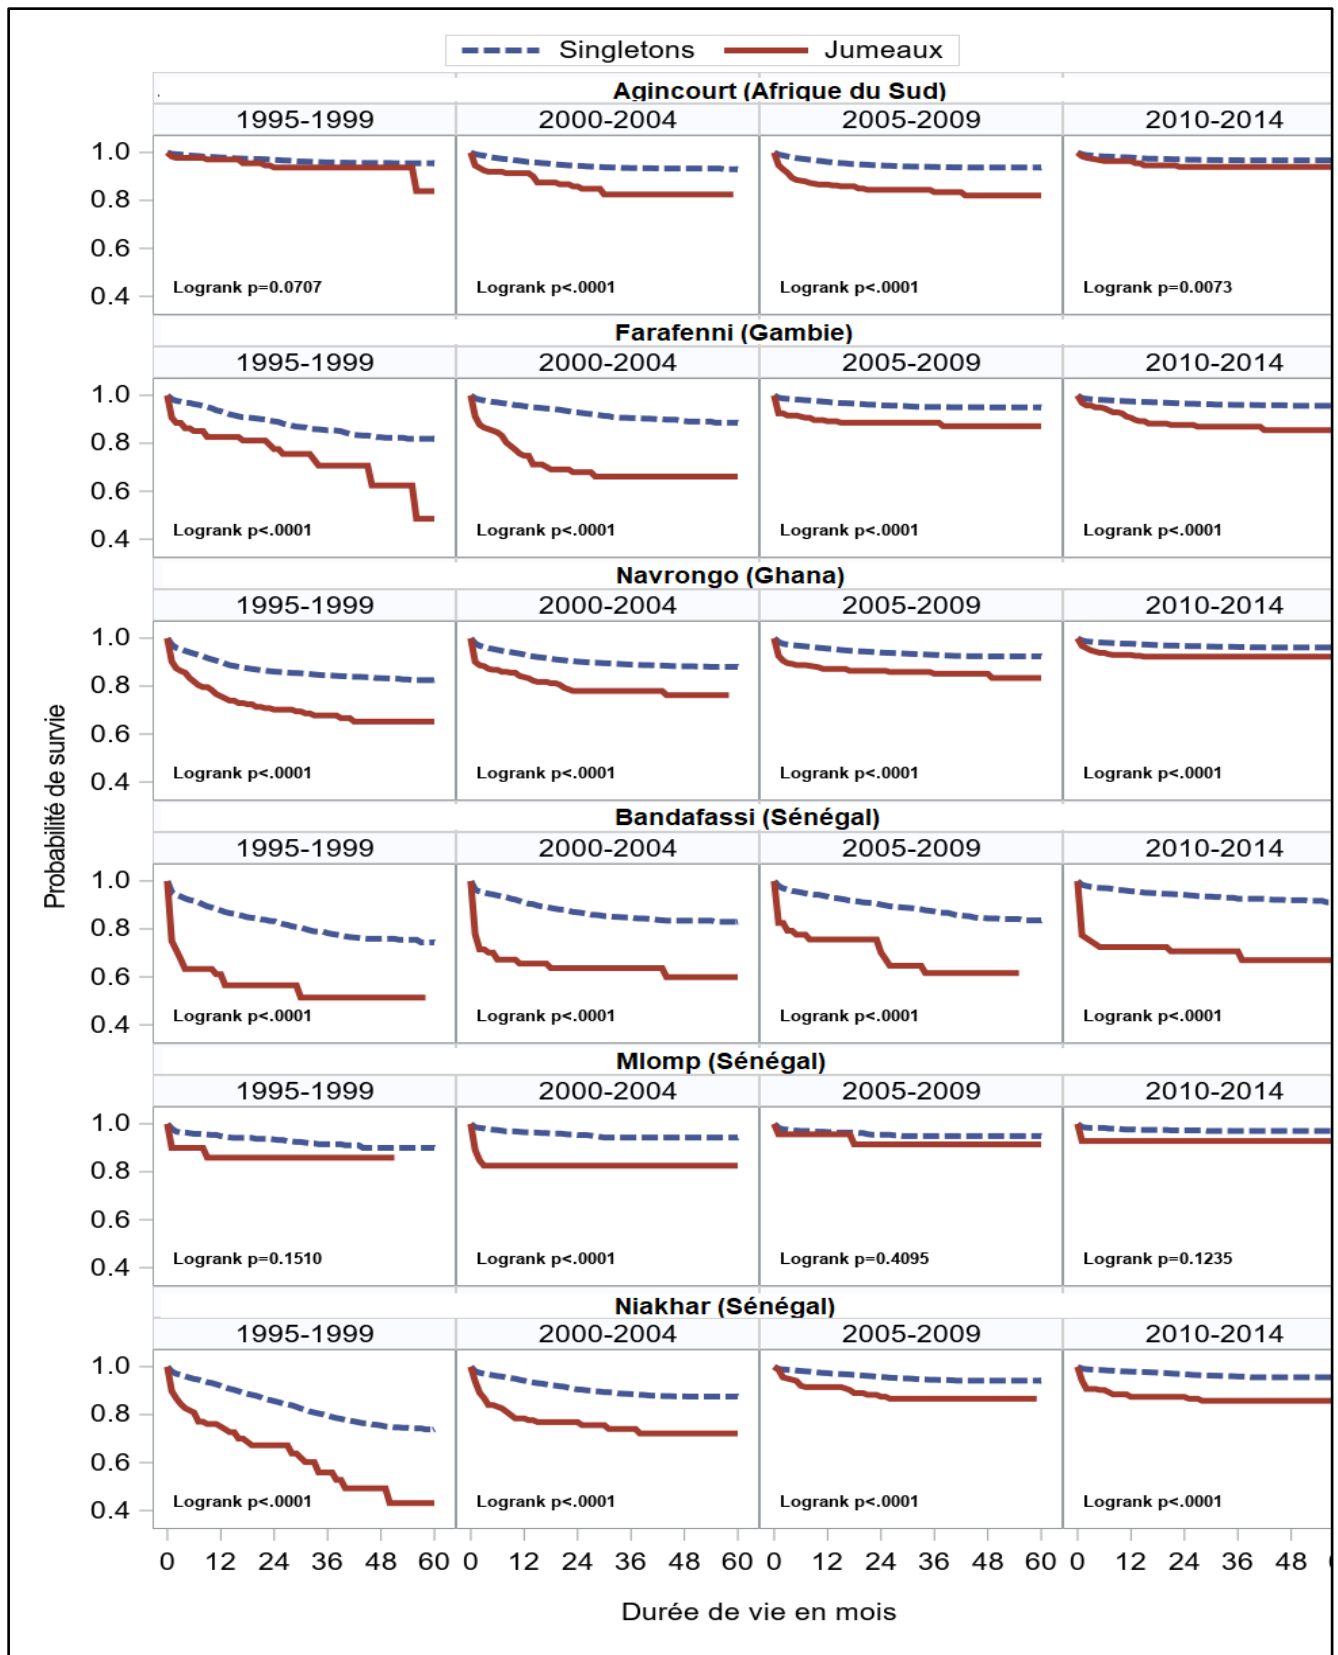 Singletons Jumeaux
Agincourt (Afrique du Sud)
1995-1999 2000-2004 2005-2009 2010-2014
1.0
0.8
0.6
0.4
Logrank p=0.0707 Logrank p<.0001 Logrank p<.0001 Logrank p=0.0073
Farafenni (Gambie)
1995-1999 2000-2004 2005-2009 2010-2014
1.0
0.8
0.6
0.4
Logrank p<.0001 Logrank p<.0001 Logrank p<.0001 Logrank p<.0001
Navrongo (Ghana)
1995-1999 2000-2004 2005-2009 2010-2014
1.0
0.8
0.6
0.4
Logrank p<.0001 Logrank p<.0001 Logrank p<.0001 Logrank p<.0001
Probabilité de survie
Bandafassi (Sénégal)
1995-1999 2000-2004 2005-2009 2010-2014
1.0
0.8
0.6
0.4
Logrank p<.0001 Logrank p<.0001 Logrank p<.0001 Logrank p<.0001
Mlomp (Sénégal)
1995-1999 2000-2004 2005-2009 2010-2014
1.0
0.8
0.6
0.4
Logrank p=0.1510 Logrank p<.0001 Logrank p=0.4095 Logrank p=0.1235
Niakhar (Sénégal)
1995-1999 2000-2004 2005-2009 2010-2014
1.0
0.8
0.6
0.4
Logrank p<.0001 Logrank p<.0001 Logrank p<.0001 Logrank p<.0001
0 12 24 36 48 60 0 12 24 36 48 60 0 12 24 36 48 60 0 12 24 36 48
Durée de vie en mois